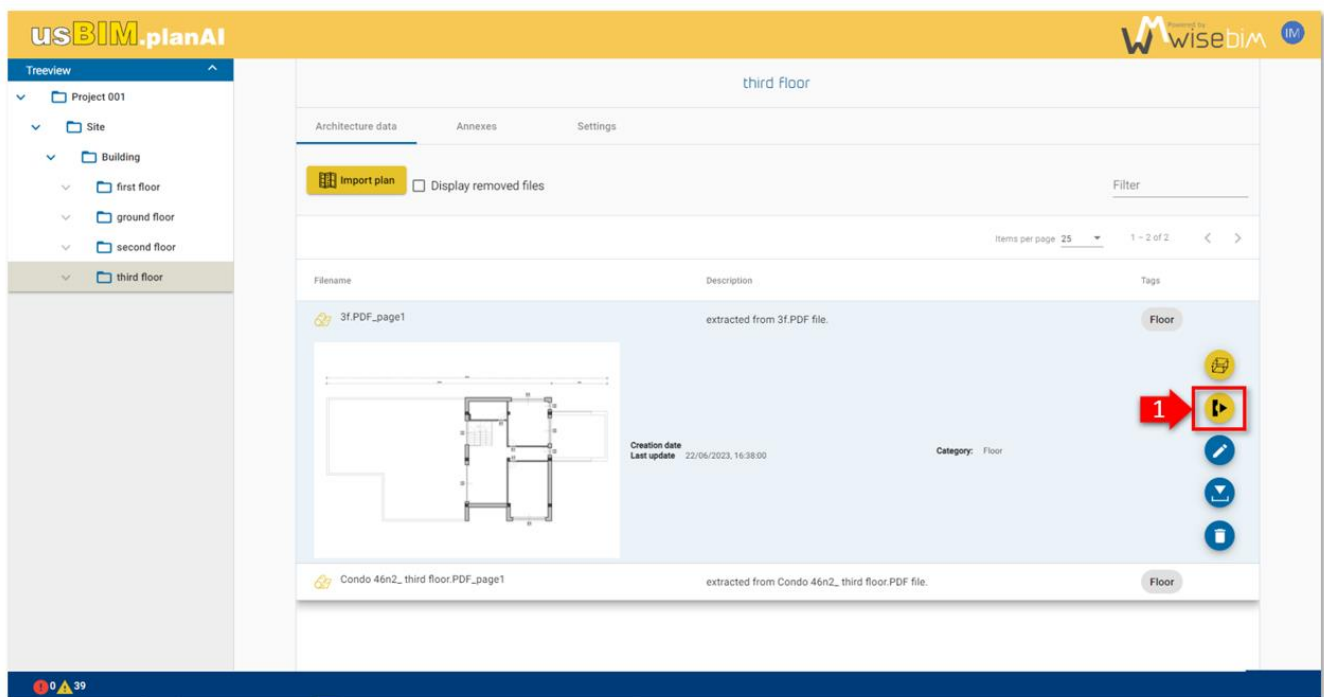 usBIM.planAI
Powered by
wisebim
IM
Treeview
Project 001
Site
Building
first floor
ground floor
second floor
third floor
third floor
Architecture data Annexes Settings
Import plan Display removed files Filter
Items per page 25 1 – 2 of 2
Filename Description Tags
3f.PDF_page1 extracted from 3f.PDF file. Floor
1
Creation date
Last update 22/06/2023, 16:38:00 Category: Floor
Condo 46n2_ third floor.PDF_page1 extracted from Condo 46n2_ third floor.PDF file. Floor
0 39